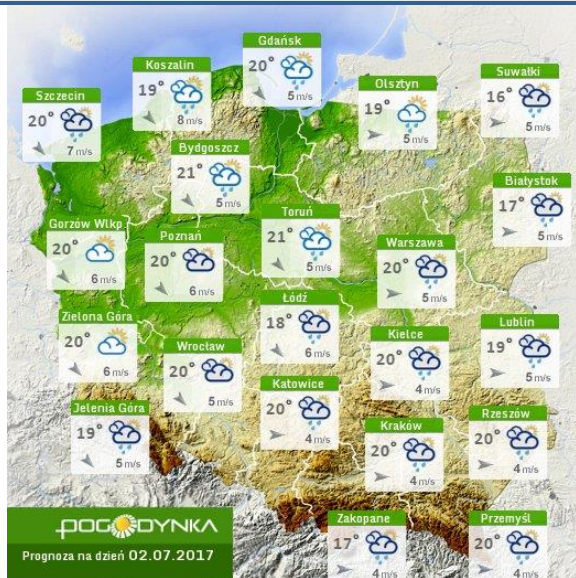 Gdańsk
20°
5 m/s
Koszalin
19°
8 m/s
Suwałki
16°
5 m/s
Olsztyn
19°
5 m/s
Szczecin
20°
7 m/s
Bydgoszcz
21°
5 m/s
Białystok
17°
5 m/s
Toruń
21°
5 m/s
Gorzów Wlkp
20°
6 m/s
Poznań
20°
6 m/s
Warszawa
20°
5 m/s
Łódź
18°
6 m/s
Zielona Góra
20°
6 m/s
Lublin
19°
5 m/s
Kielce
20°
4 m/s
Wrocław
20°
5 m/s
Katowice
20°
4 m/s
Jelenia Góra
19°
5 m/s
Rzeszów
20°
4 m/s
Kraków
20°
4 m/s
Zakopane
17°
4 m/s
Przemyśl
20°
4 m/s
POGODYNKA
Prognoza na dzień 02.07.2017